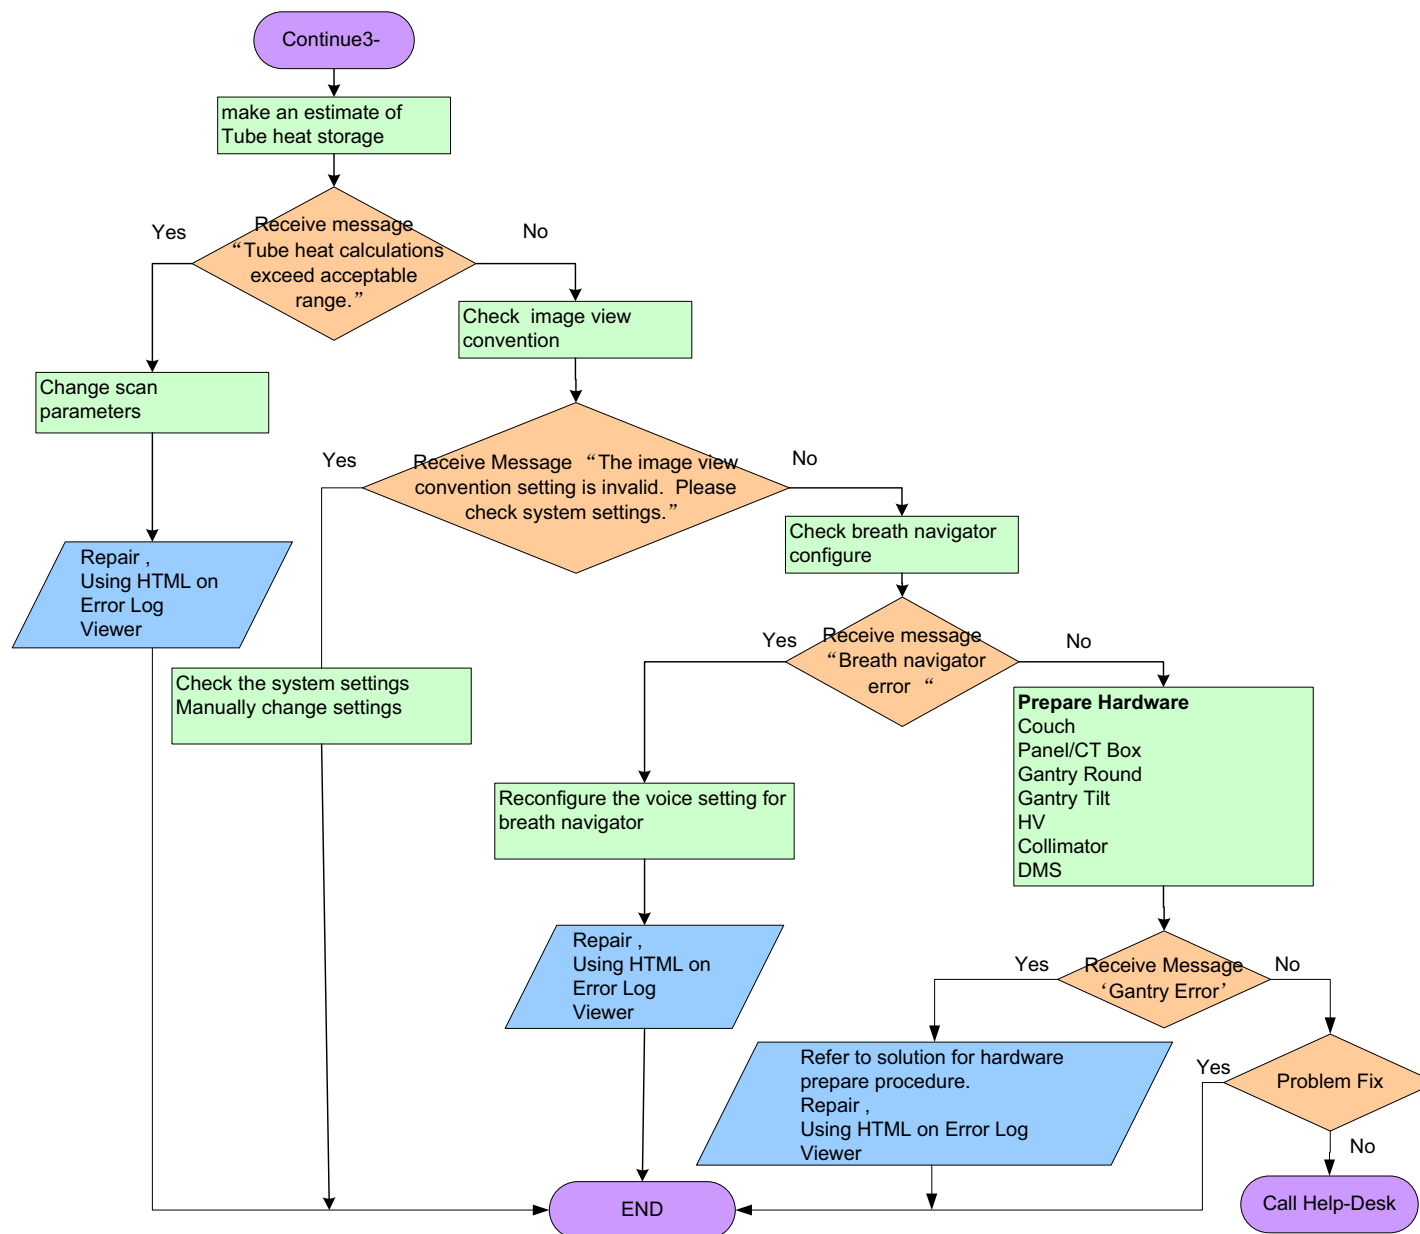 Continue3-
make an estimate of
Tube heat storage
Receive message
“Tube heat calculations
exceed acceptable
range.”
Yes
No
Check  image view
convention
Change scan
parameters
Receive Message “The image view
convention setting is invalid.  Please
check system settings.”
Yes
No
Check breath navigator
configure
Repair ,
Using HTML on
Error Log
Viewer
Receive message
“Breath navigator
error “
Yes
No
Check the system settings
Manually change settings
Prepare Hardware
Couch
Panel/CT Box
Gantry Round
Gantry Tilt
HV
Collimator
DMS
Reconfigure the voice setting for
breath navigator
Repair ,
Using HTML on
Error Log
Viewer
Receive Message
‘Gantry Error’
Yes
No
Refer to solution for hardware
prepare procedure.
Repair ,
Using HTML on Error Log
Viewer
Yes
Problem Fix
No
END
Call Help-Desk